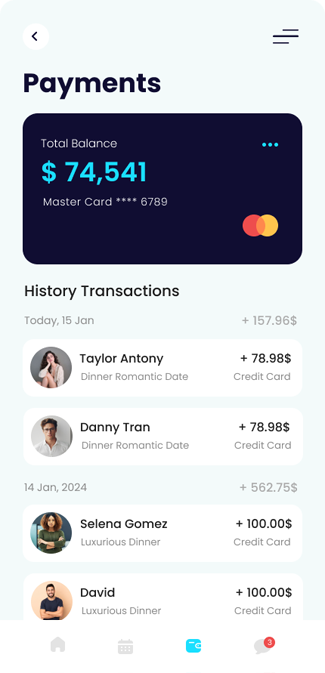 Payments
Total Balance
$ 74,541
Master Card **** 6789
History Transactions
Today, 15 Jan + 157.96$
Taylor Antony + 78.98$
Dinner Romantic Date Credit Card
Danny Tran + 78.98$
Dinner Romantic Date Credit Card
14 Jan, 2024 + 562.75$
Selena Gomez + 100.00$
Luxurious Dinner Credit Card
David + 100.00$
Luxurious Dinner Credit Card
3